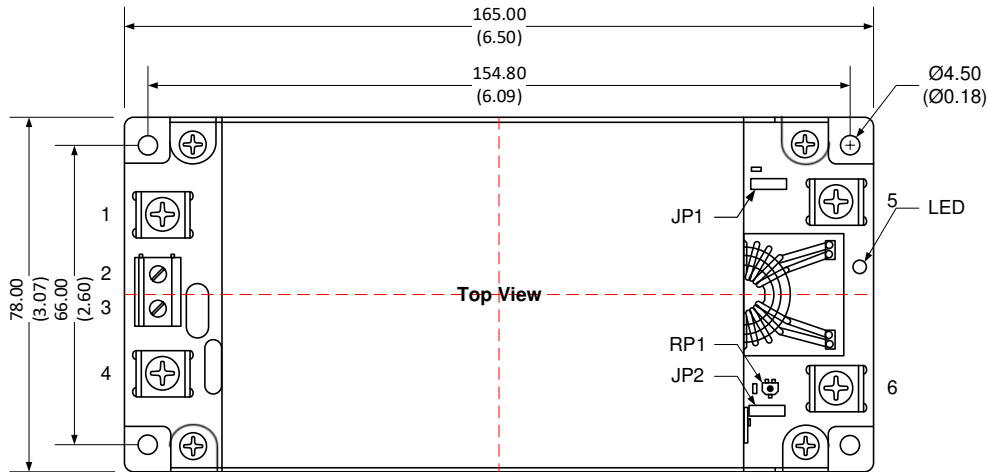 165.00
(6.50)
154.80
(6.09)
Ø4.50
(Ø0.18)
1
5
JP1
LED
2
78.00
(3.07)
66.00
(2.60)
3
Top View
RP1
4
JP2
6